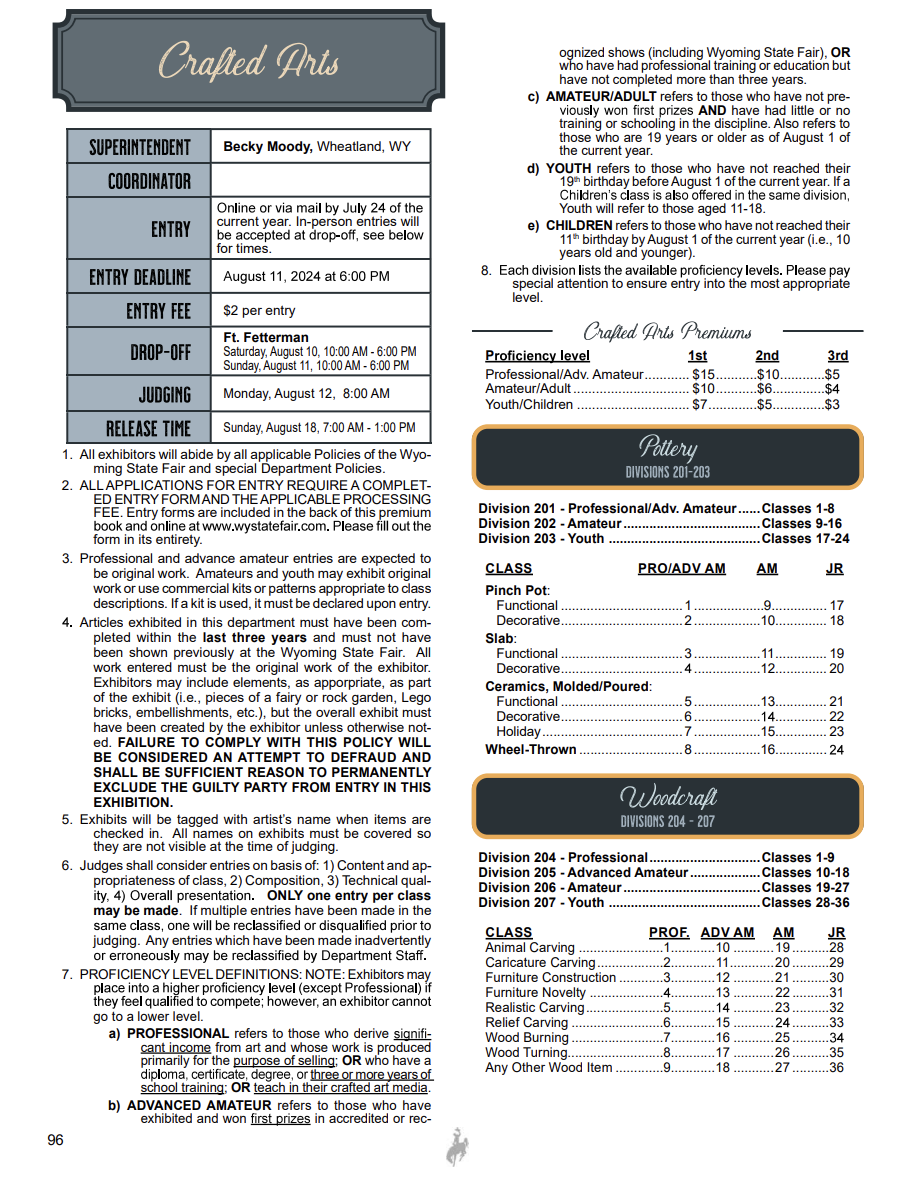 Crafted Arts
SUPERINTENDENT Becky Moody, Wheatland, WY
COORDINATOR
ENTRY Online or via mail by July 24 of the
current year. In-person entries will
be accepted at drop-off, see below
for times.
ENTRY DEADLINE August 11, 2024 at 6:00 PM
ENTRY FEE $2 per entry
DROP-OFF Ft. Fetterman
Saturday, August 10, 10:00 AM - 6:00 PM
Sunday, August 11, 10:00 AM - 6:00 PM
JUDGING Monday, August 12, 8:00 AM
RELEASE TIME Sunday, August 18, 7:00 AM - 1:00 PM
1. All exhibitors will abide by all applicable Policies of the Wyo-
ming State Fair and special Department Policies.
2. ALL APPLICATIONS FOR ENTRY REQUIRE A COMPLET-
ED ENTRY FORM AND THE APPLICABLE PROCESSING
FEE. Entry forms are included in the back of this premium
book and online at www.wystatefair.com. Please fill out the
form in its entirety.
3. Professional and advance amateur entries are expected to
be original work. Amateurs and youth may exhibit original
work or use commercial kits or patterns appropriate to class
descriptions. If a kit is used, it must be declared upon entry.
4. Articles exhibited in this department must have been com-
pleted within the last three years and must not have
been shown previously at the Wyoming State Fair. All
work entered must be the original work of the exhibitor.
Exhibitors may include elements, as apporpriate, as part
of the exhibit (i.e., pieces of a fairy or rock garden, Lego
bricks, embellishments, etc.), but the overall exhibit must
have been created by the exhibitor unless otherwise not-
ed. FAILURE TO COMPLY WITH THIS POLICY WILL
BE CONSIDERED AN ATTEMPT TO DEFRAUD AND
SHALL BE SUFFICIENT REASON TO PERMANENTLY
EXCLUDE THE GUILTY PARTY FROM ENTRY IN THIS
EXHIBITION.
5. Exhibits will be tagged with artist's name when items are
checked in. All names on exhibits must be covered so
they are not visible at the time of judging.
6. Judges shall consider entries on basis of: 1) Content and ap-
propriateness of class, 2) Composition, 3) Technical qual-
ity, 4) Overall presentation. ONLY one entry per class
may be made. If multiple entries have been made in the
same class, one will be reclassified or disqualified prior to
judging. Any entries which have been made inadvertently
or erroneously may be reclassified by Department Staff.
7. PROFICIENCY LEVEL DEFINITIONS: NOTE: Exhibitors may
place into a higher proficiency level (except Professional) if
they feel qualified to compete; however, an exhibitor cannot
go to a lower level.
a) PROFESSIONAL refers to those who derive signifi-
cant income from art and whose work is produced
primarily for the purpose of selling; OR who have a
diploma, certificate, degree, or three or more years of
school training; OR teach in their crafted art media.
b) ADVANCED AMATEUR refers to those who have
exhibited and won first prizes in accredited or rec-
ognized shows (including Wyoming State Fair), OR
who have had professional training or education but
have not completed more than three years.
c) AMATEUR/ADULT refers to those who have not pre-
viously won first prizes AND have had little or no
training or schooling in the discipline. Also refers to
those who are 19 years or older as of August 1 of
the current year.
d) YOUTH refers to those who have not reached their
19th birthday before August 1 of the current year. If a
Children's class is also offered in the same division,
Youth will refer to those aged 11-18.
e) CHILDREN refers to those who have not reached their
11th birthday by August 1 of the current year (i.e., 10
years old and younger).
8. Each division lists the available proficiency levels. Please pay
special attention to ensure entry into the most appropriate
level.
Crafted Arts Premiums
Proficiency level 1st 2nd 3rd
Professional/Adv. Amateur............ $15...........$10............$5
Amateur/Adult............................... $10...........$6..............$4
Youth/Children .............................. $7.............$5..............$3
Pottery
DIVISIONS 201-203
Division 201 - Professional/Adv. Amateur......Classes 1-8
Division 202 - Amateur....................................Classes 9-16
Division 203 - Youth ........................................Classes 17-24
CLASS PRO/ADV AM AM JR
Pinch Pot:
Functional ................................1..................9.............. 17
Decorative................................2..................10.............. 18
Slab:
Functional ................................3..................11.............. 19
Decorative................................4..................12.............. 20
Ceramics, Molded/Poured:
Functional ................................5..................13.............. 21
Decorative................................6..................14.............. 22
Holiday.....................................7..................15.............. 23
Wheel-Thrown ...........................8..................16.............. 24
Woodcraft
DIVISIONS 204 - 207
Division 204 - Professional.............................Classes 1-9
Division 205 - Advanced Amateur ..................Classes 10-18
Division 206 - Amateur....................................Classes 19-27
Division 207 - Youth ........................................Classes 28-36
CLASS PROF. ADV AM AM JR
Animal Carving ......................1............10 ...........19 .........28
Caricature Carving..................2............11...........20 .........29
Furniture Construction ............3............12 ...........21 .........30
Furniture Novelty ...................4............13 ...........22 .........31
Realistic Carving.....................5............14 ...........23 .........32
Relief Carving .........................6............15 ...........24 .........33
Wood Burning .........................7............16 ...........25 .........34
Wood Turning..........................8............17 ...........26 .........35
Any Other Wood Item .............9............18 ...........27 .........36
96